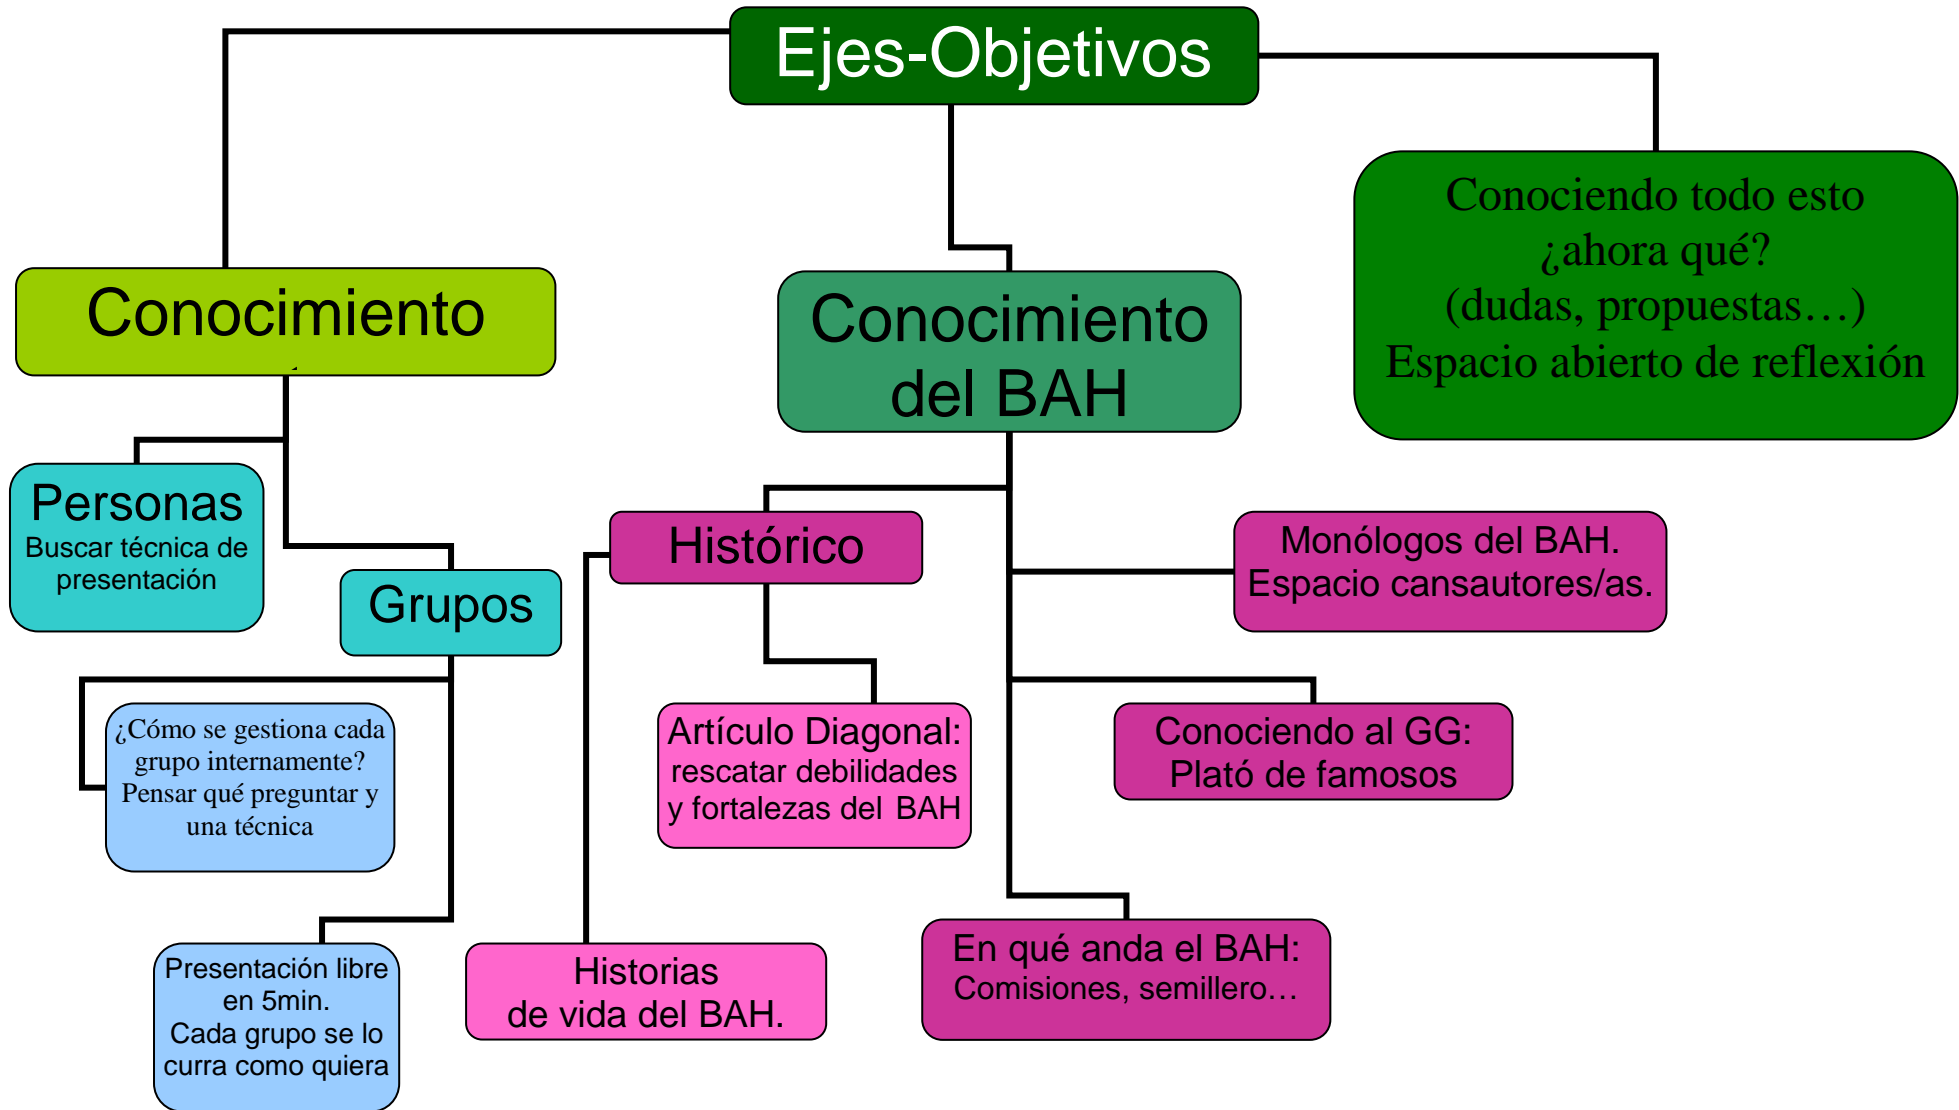 Ejes-Objetivos
Conociendo todo esto
¿ahora qué?
(dudas, propuestas…)
Espacio abierto de reflexión
Conocimiento
Conocimiento
del BAH
Personas
Buscar técnica de
presentación
Grupos
Histórico
Monólogos del BAH.
Espacio cansautores/as.
¿Cómo se gestiona cada
grupo internamente?
Pensar qué preguntar y
una técnica
Artículo Diagonal:
rescatar debilidades
y fortalezas del BAH
Conociendo al GG:
Plató de famosos
Presentación libre
en 5min.
Cada grupo se lo
curra como quiera
Historias
de vida del BAH.
En qué anda el BAH:
Comisiones, semillero…